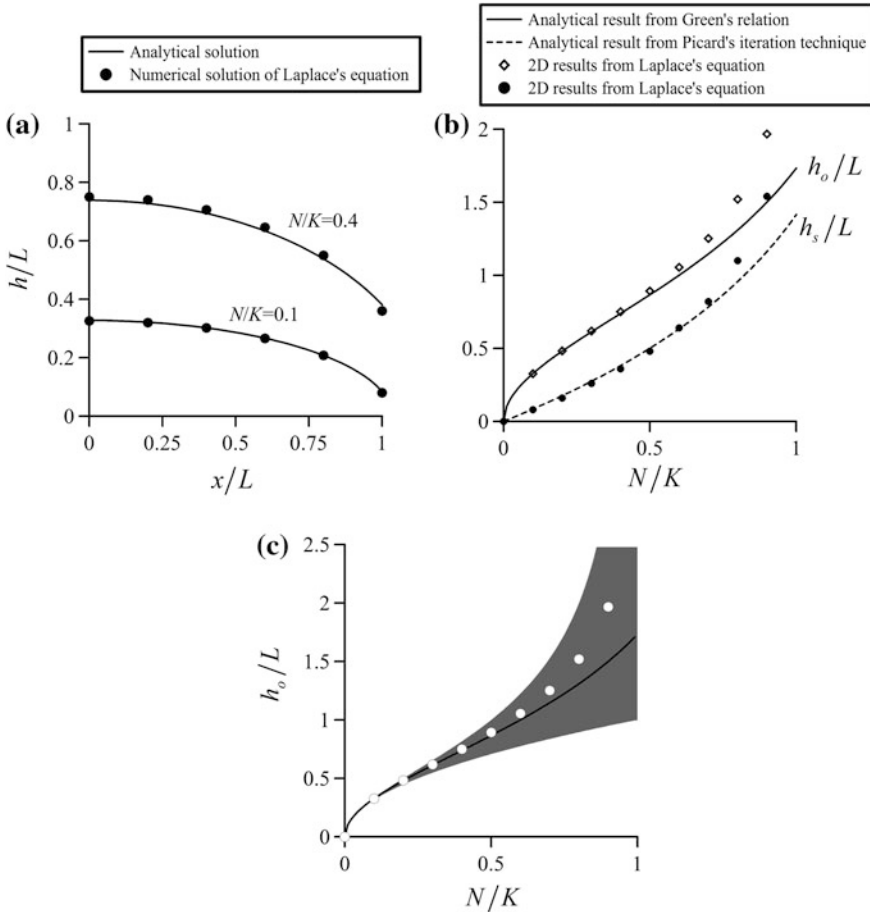 Analytical solution
Numerical solution of Laplace's equation
Analytical result from Green's relation
Analytical result from Picard's iteration technique
2D results from Laplace's equation
2D results from Laplace's equation
(a)
1
0.8
0.6
0.4
0.2
0
h/L
N/K=0.4
N/K=0.1
0
0.25
0.5
0.75
1
x/L
(b)
2
1.5
1
0.5
0
h_o/L
h_s/L
0
0.5
1
N/K
(c)
2.5
2
1.5
1
0.5
0
h_o/L
0
0.5
1
N/K